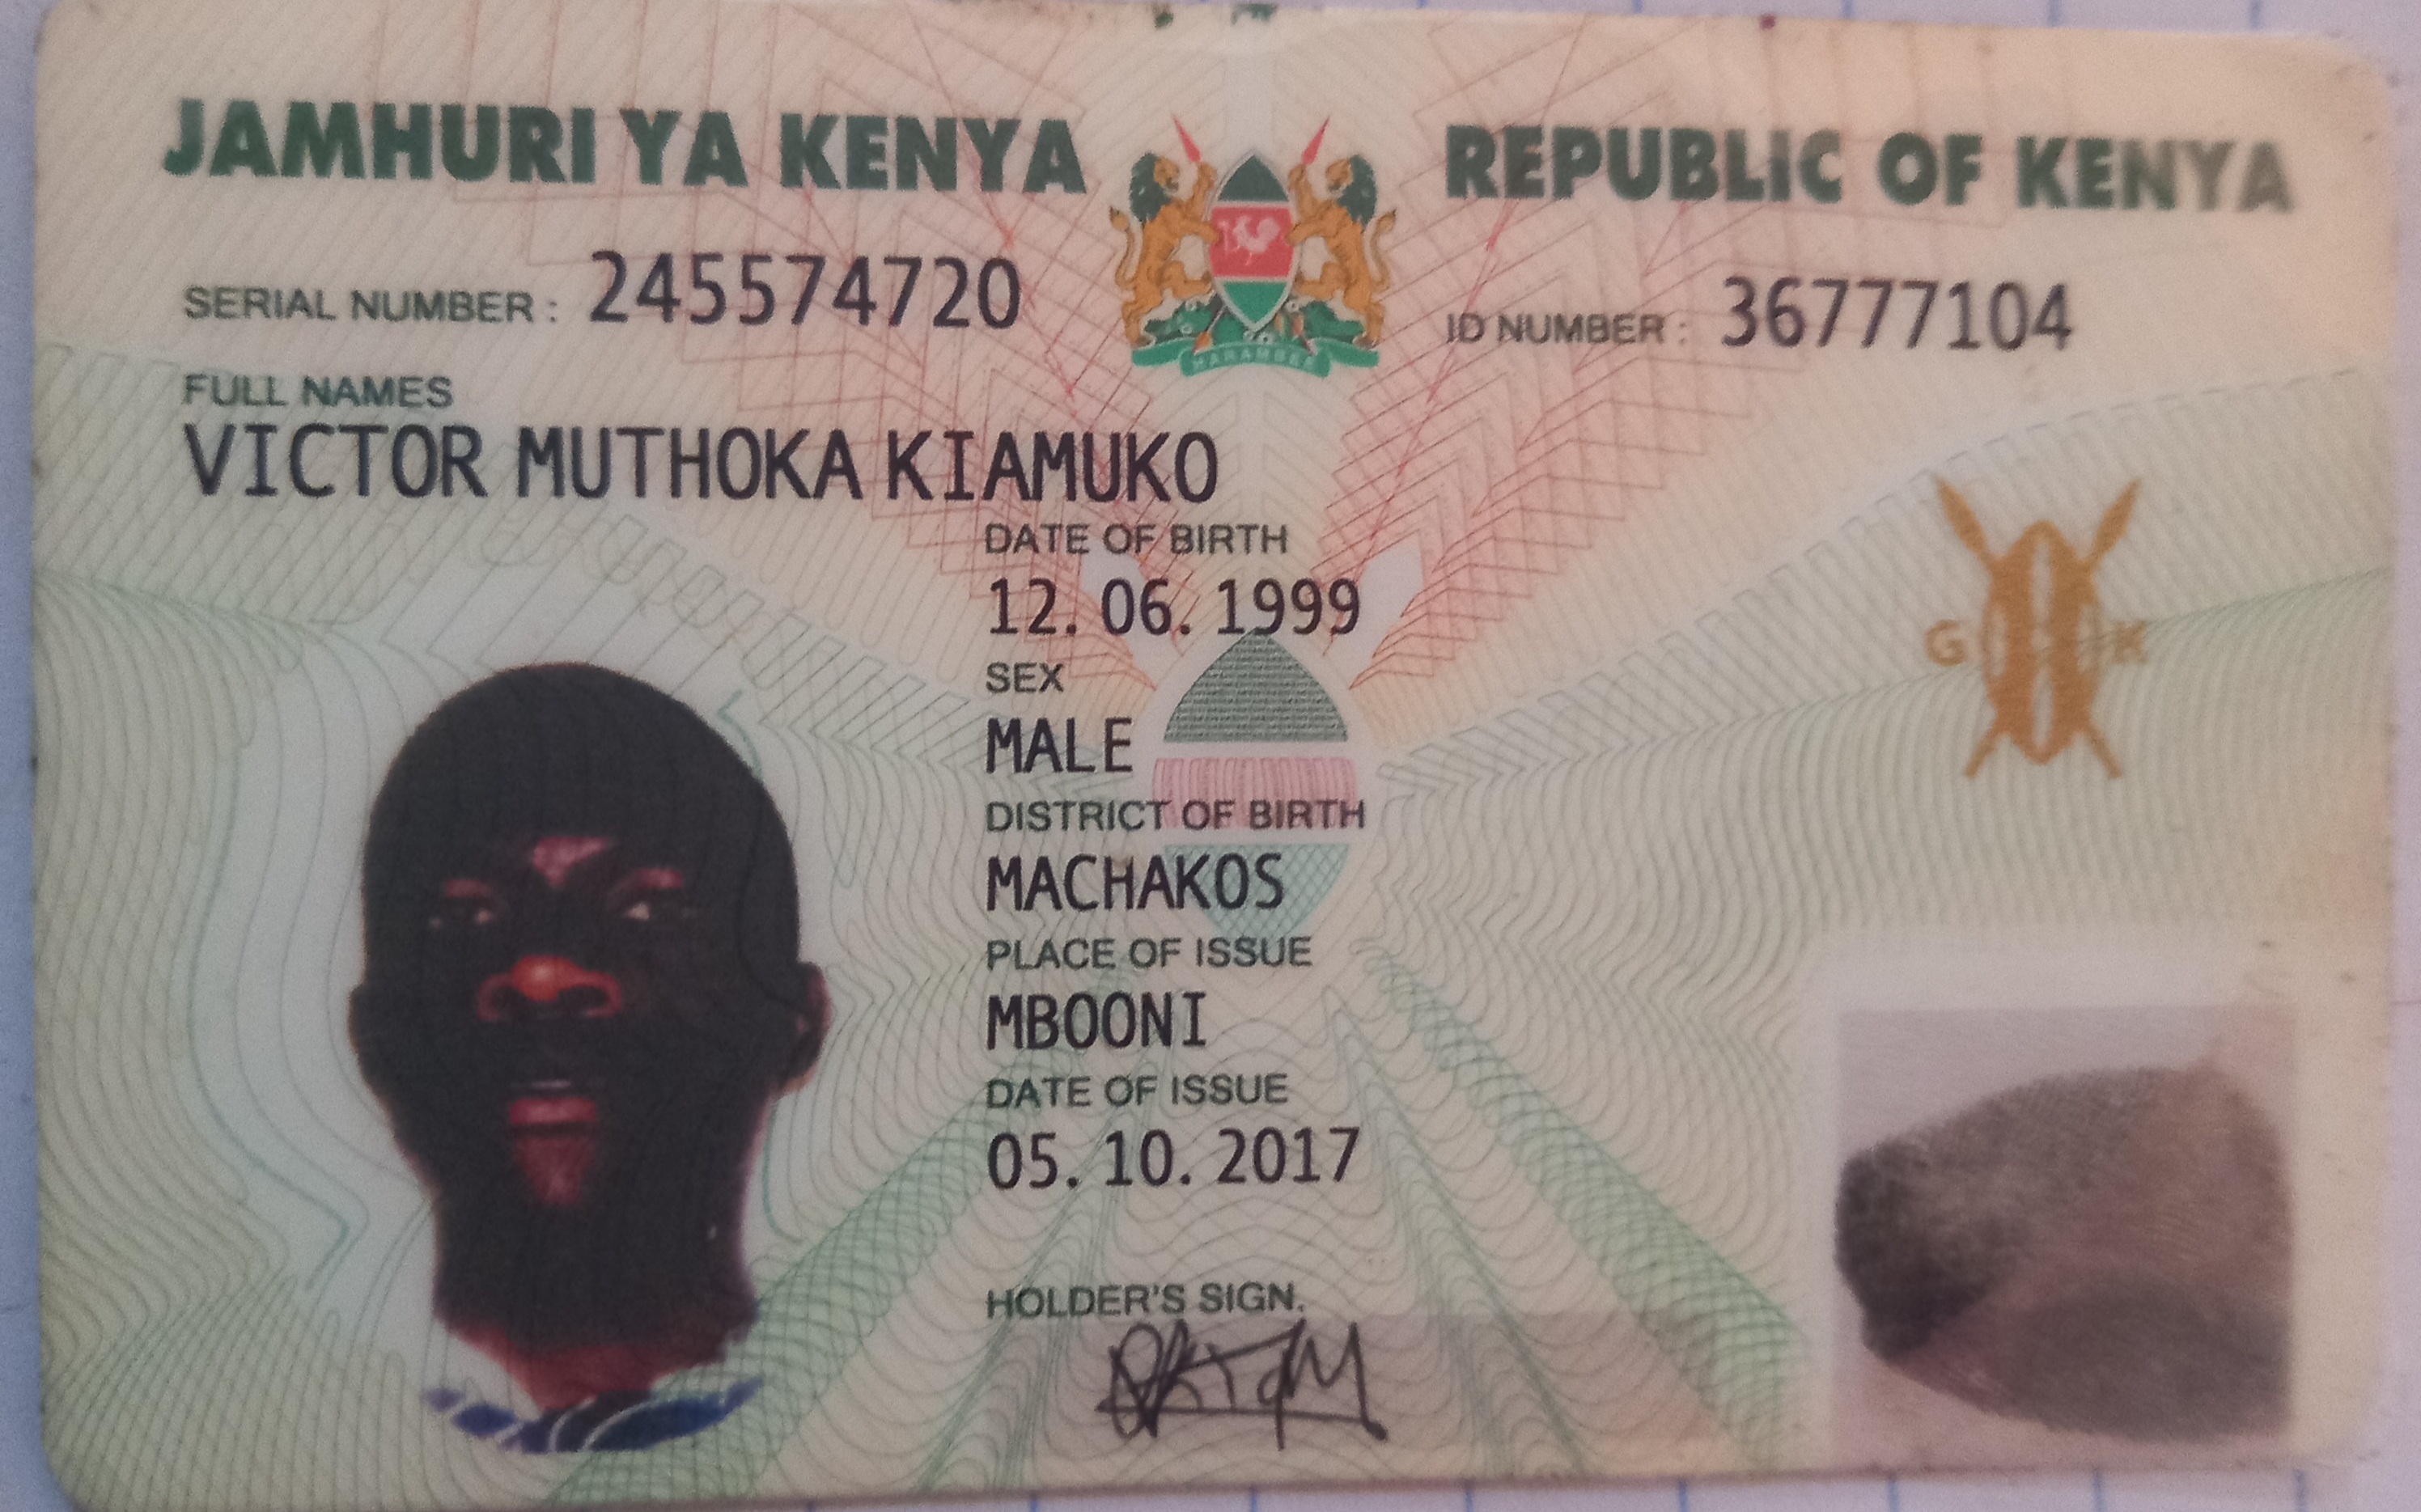 JAMHURI YA KENYA REPUBLIC OF KENYA
SERIAL NUMBER : 245574720 ID NUMBER : 36777104
FULL NAMES
VICTOR MUTHOKA KIAMUKO
DATE OF BIRTH
12. 06. 1999
SEX
MALE
DISTRICT OF BIRTH
MACHAKOS
PLACE OF ISSUE
MBOONI
DATE OF ISSUE
05. 10. 2017
HOLDER'S SIGN.
HARAMBEE
G K